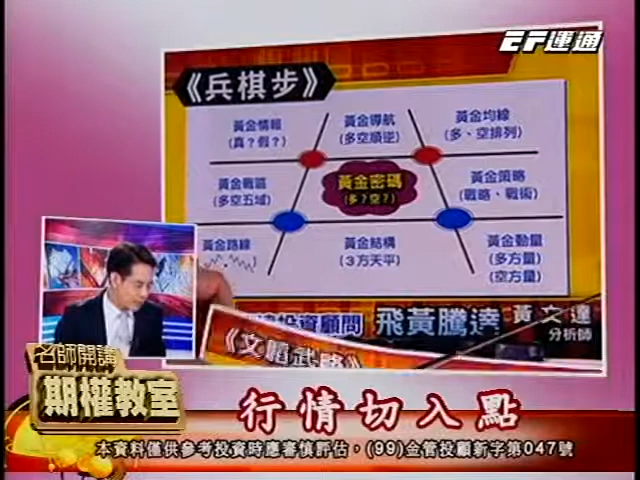 EF運通
《兵棋步》
黃金情報
(真？假？)
黃金導航
(多空順逆)
黃金均線
(多、空排列)
黃金戰區
(多空五域)
黃金密碼
(多？空？)
黃金策略
(戰略、戰術)
黃金路線
黃金結構
(3方天平)
黃金動量
(多方量)
(空方量)
投資顧問 飛黃騰達 黃文達
分析師
名師開講
期權教室
行情切入點
本資料僅供參考投資時應審慎評估，(99)金管投顧新字第047號